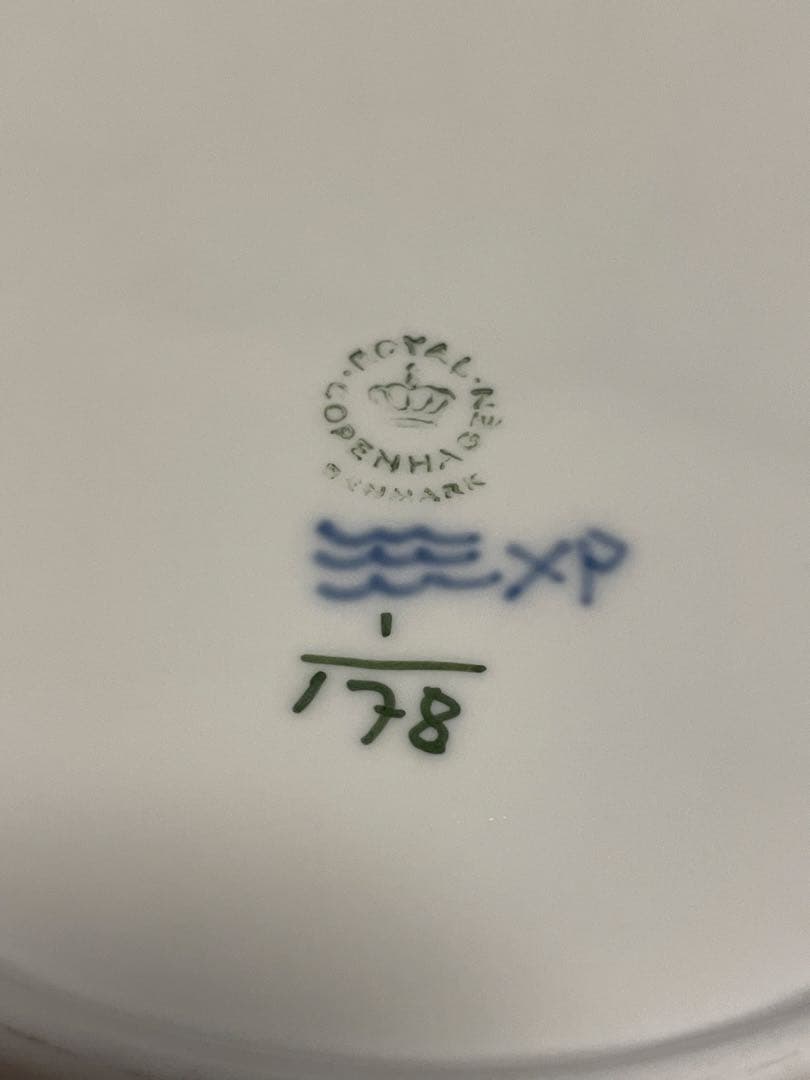 ROYAL
COPENHAGEN
DENMARK
XP
1
178